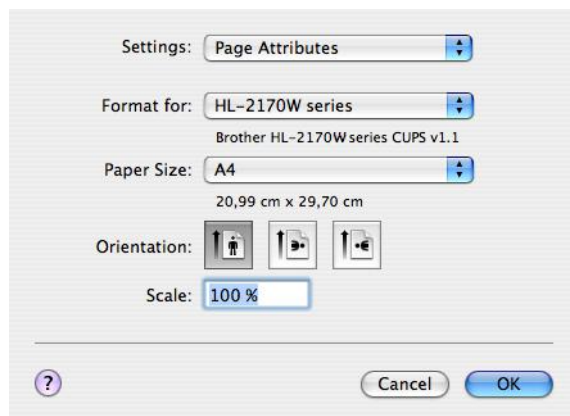 Settings: Page Attributes
Format for: HL-2170W series
Brother HL-2170W series CUPS v1.1
Paper Size: A4
20,99 cm x 29,70 cm
Orientation:
Scale: 100 %
? Cancel OK